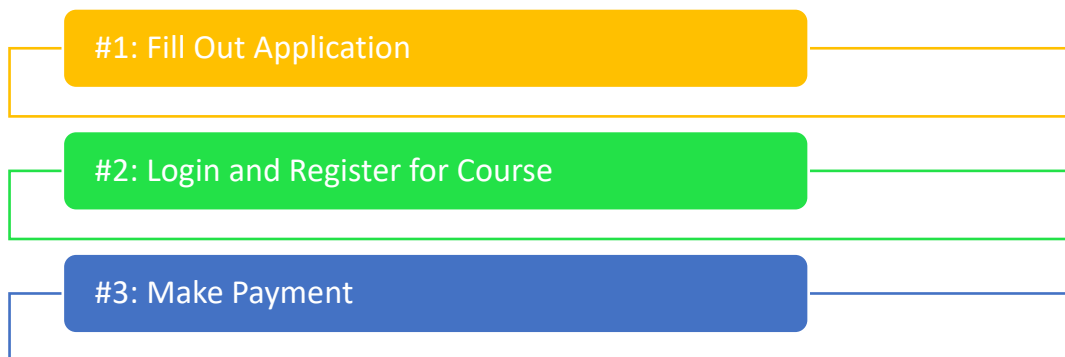 #1: Fill Out Application
#2: Login and Register for Course
#3: Make Payment